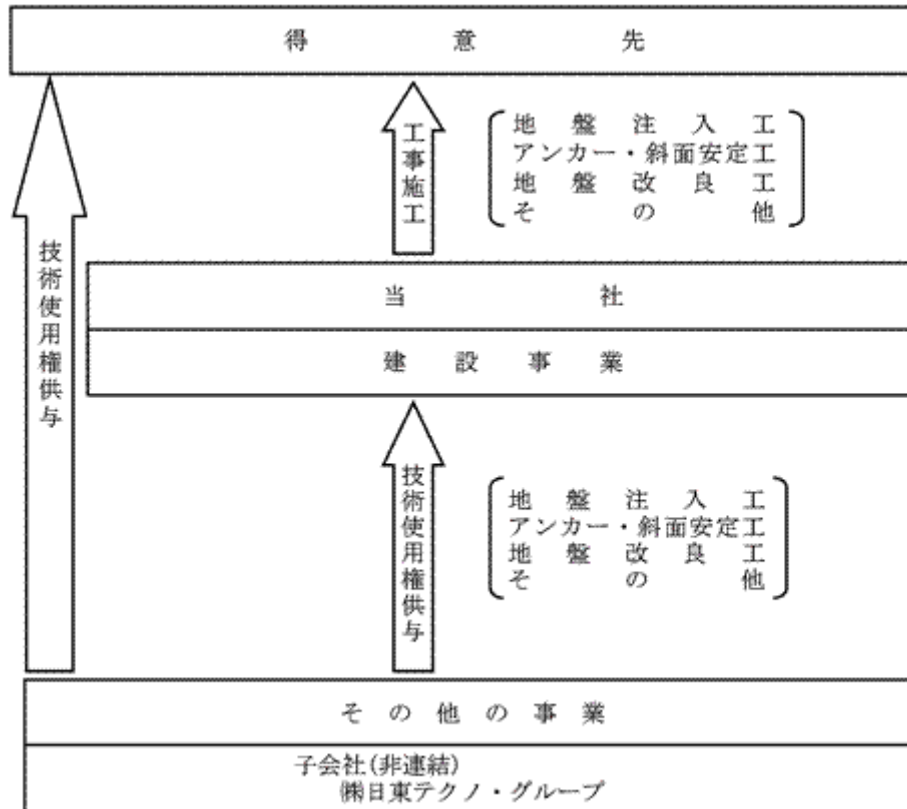 得意先
工事施工
地盤注入工
アンカー・斜面安定工
地盤改良工
その他
技術使用権供与
当社
建設事業
技術使用権供与
地盤注入工
アンカー・斜面安定工
地盤改良工
その他
その他の事業
子会社(非連結)
㈱日東テクノ・グループ